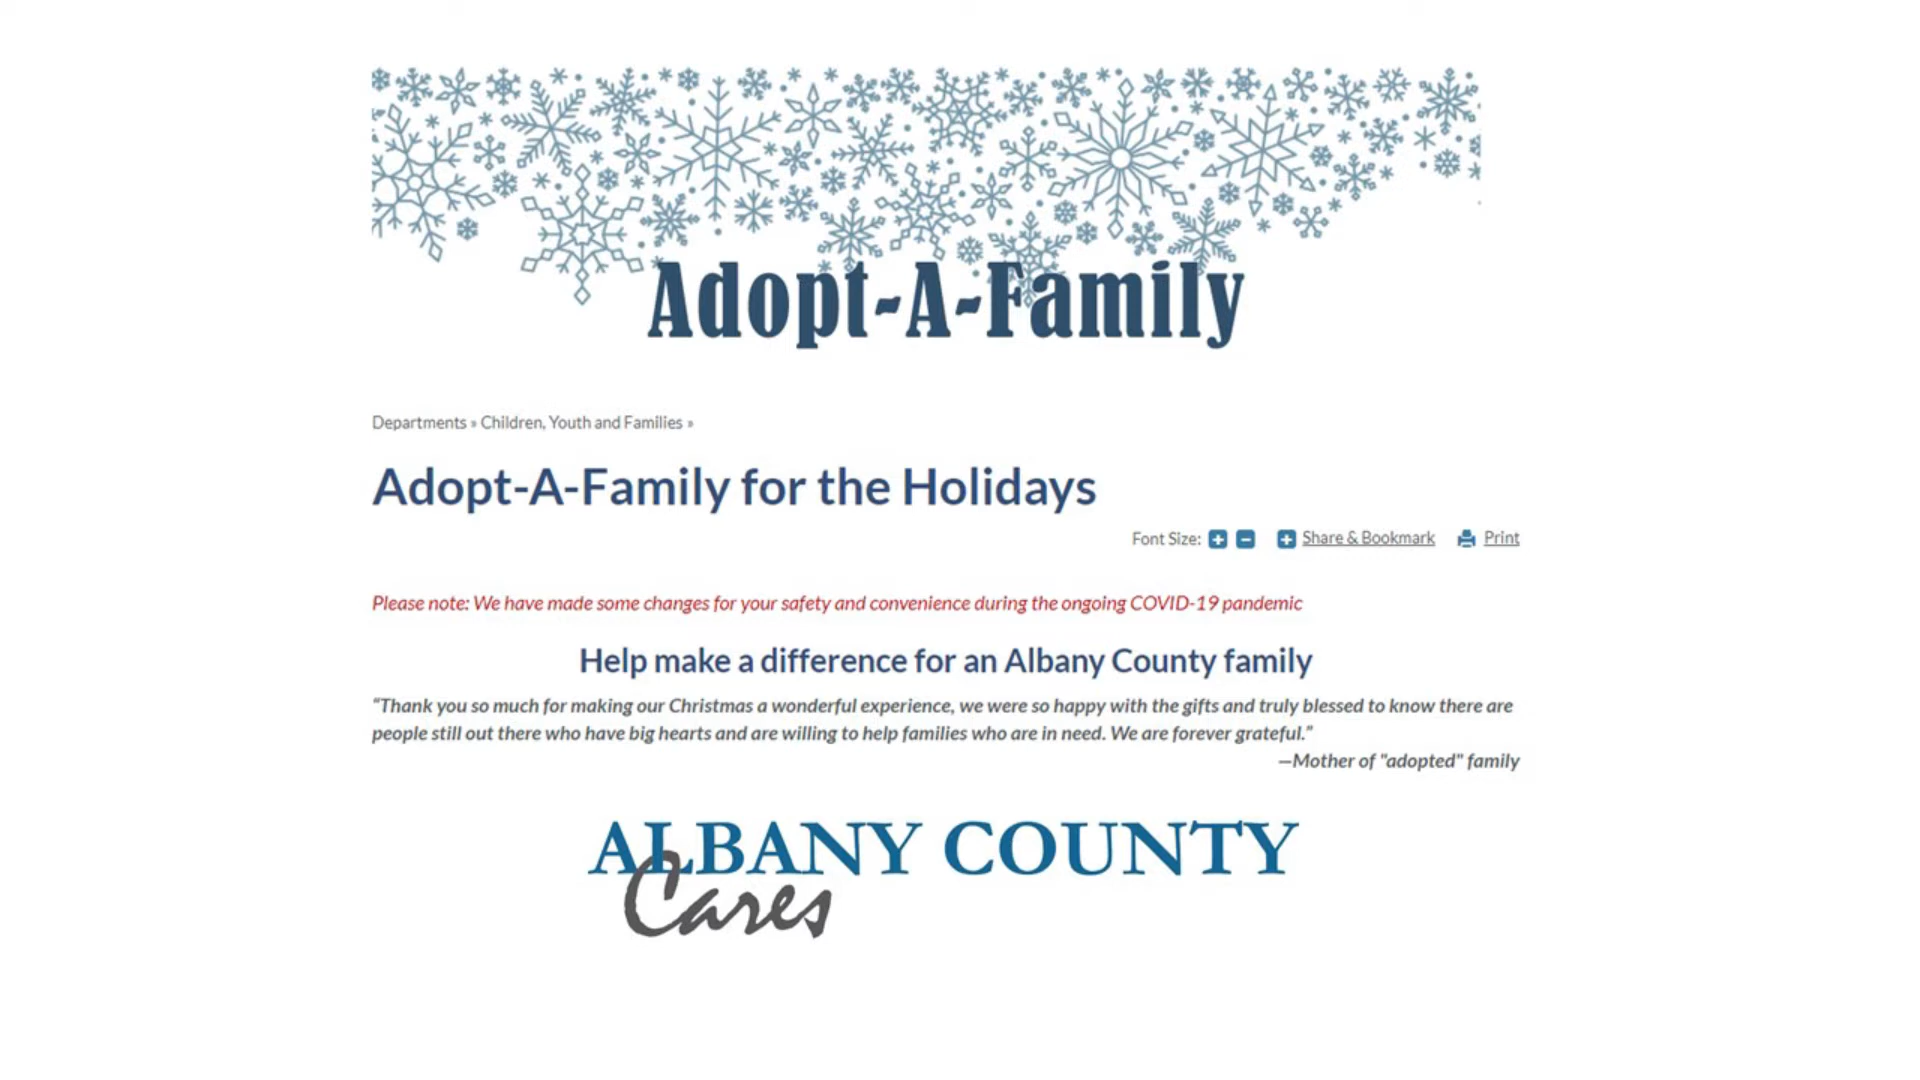 Adopt-A-Family
Departments » Children, Youth and Families »
Adopt-A-Family for the Holidays
Font Size: + - + Share & Bookmark Print
Please note: We have made some changes for your safety and convenience during the ongoing COVID-19 pandemic
Help make a difference for an Albany County family
“Thank you so much for making our Christmas a wonderful experience, we were so happy with the gifts and truly blessed to know there are
people still out there who have big hearts and are willing to help families who are in need. We are forever grateful.”
—Mother of "adopted" family
ALBANY COUNTY
Cares